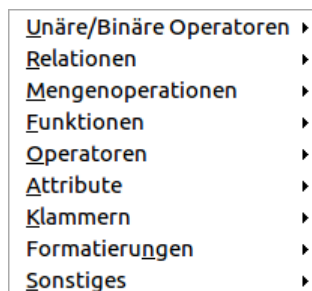 Unäre/Binäre Operatoren
Relationen
Mengenoperationen
Funktionen
Operatoren
Attribute
Klammern
Formatierungen
Sonstiges